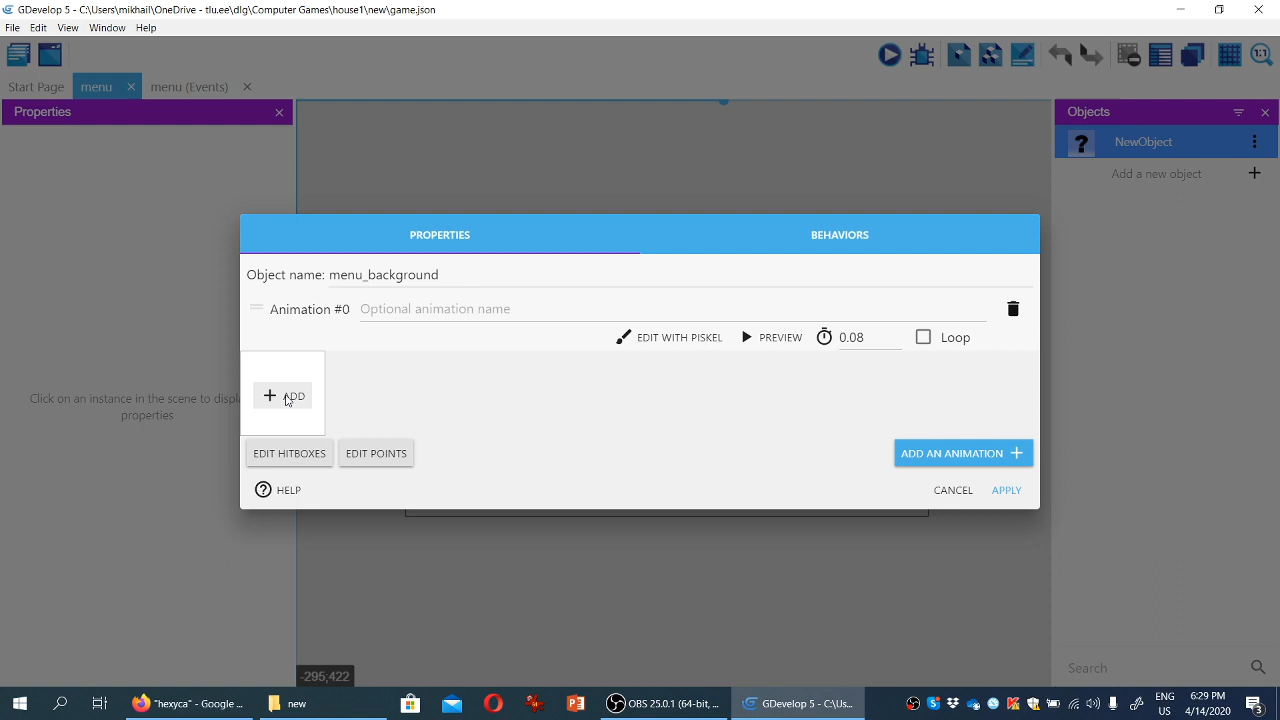 GDevelop 5 - C:\Users\mikhail\OneDrive - tlu.ee\dlg\Computer Games\house1\new\game.json
File Edit View Window Help
1:1
Start Page menu menu (Events)
Properties
Objects
NewObject
Add a new object
PROPERTIES BEHAVIORS
Object name: menu_background
Animation #0 Optional animation name
EDIT WITH PISKEL PREVIEW 0.08 Loop
ADD
Click on an instance in the scene to displ
properties
EDIT HITBOXES EDIT POINTS ADD AN ANIMATION
HELP CANCEL APPLY
-295;422
Search
"hexyca" - Google ... new OBS 25.0.1 (64-bit, ... GDevelop 5 - C:\Us... ENG 6:29 PM
US 4/14/2020 3